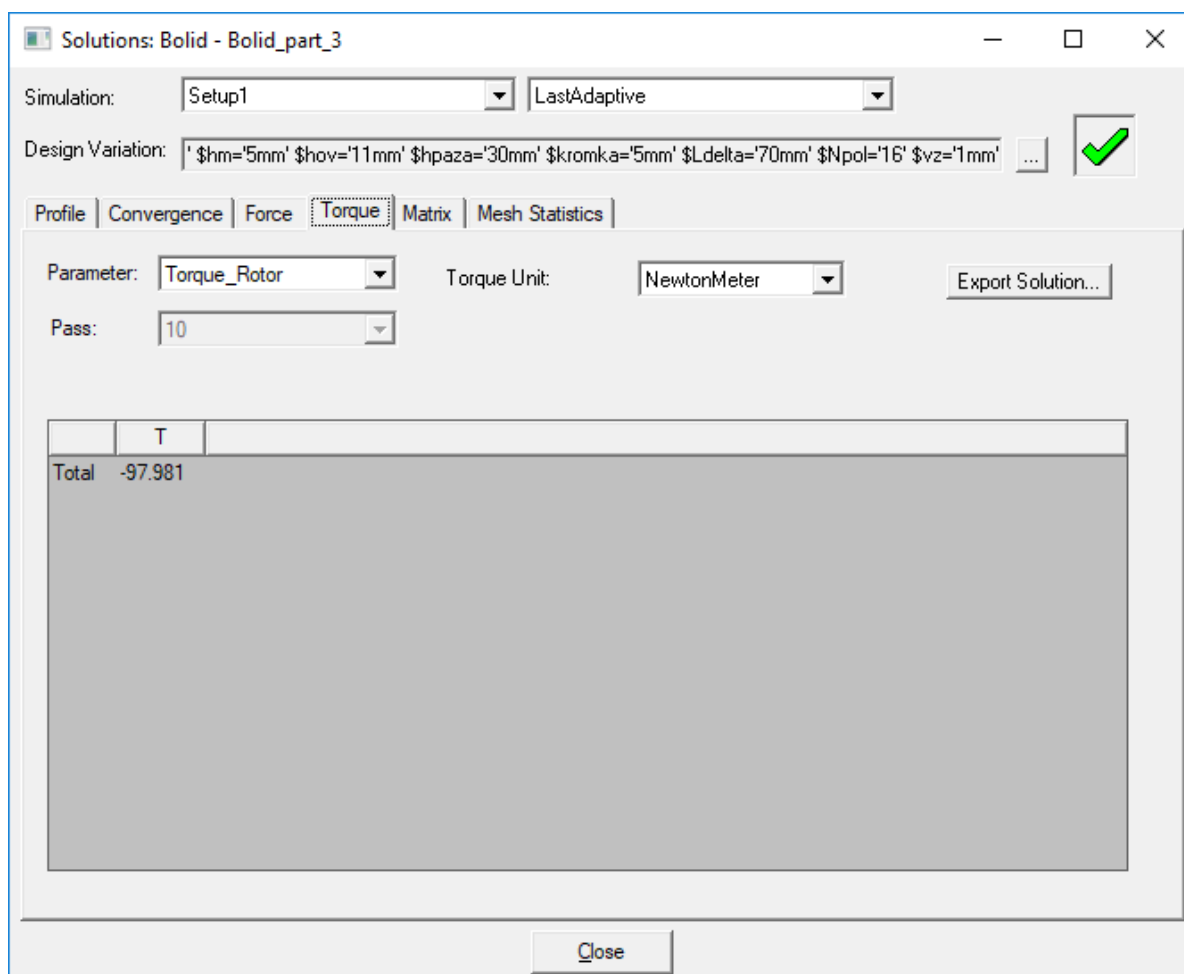 Solutions: Bolid - Bolid_part_3
Simulation: Setup1 LastAdaptive
Design Variation: ' $hm='5mm' $hov='11mm' $hpaza='30mm' $kromka='5mm' $Ldelta='70mm' $Npol='16' $vz='1mm' ...
Profile Convergence Force Torque Matrix Mesh Statistics
Parameter: Torque_Rotor Torque Unit: NewtonMeter Export Solution...
Pass: 10
T
Total -97.981
Close